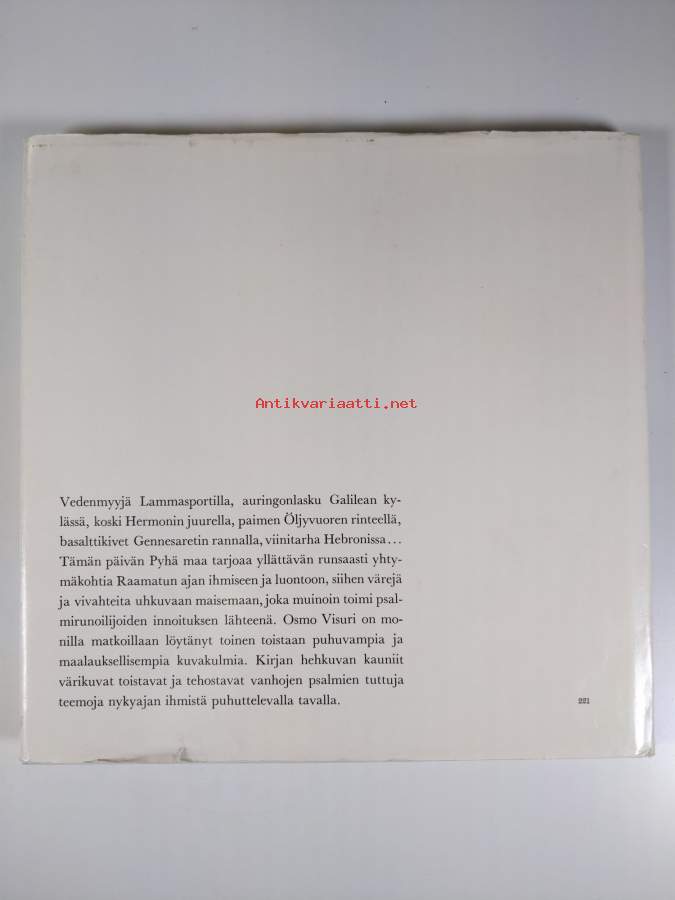 Antikvariaatti.net
Vedenmyyjä Lammasportilla, auringonlasku Galilean ky-
lässä, koski Hermonin juurella, paimen Öljyvuoren rinteellä,
basalttikivet Gennesaretin rannalla, viinitarha Hebronissa...
Tämän päivän Pyhä maa tarjoaa yllättävän runsaasti yhty-
mäkohtia Raamatun ajan ihmiseen ja luontoon, siihen värejä
ja vivahteita uhkuvaan maisemaan, joka muinoin toimi psal-
mirunoilijoiden innoituksen lähteenä. Osmo Visuri on mo-
nilla matkoillaan löytänyt toinen toistaan puhuvampia ja
maalauksellisempia kuvakulmia. Kirjan hehkuvan kauniit
värikuvat toistavat ja tehostavat vanhojen psalmien tuttuja
teemoja nykyajan ihmistä puhuttelevalla tavalla.
221